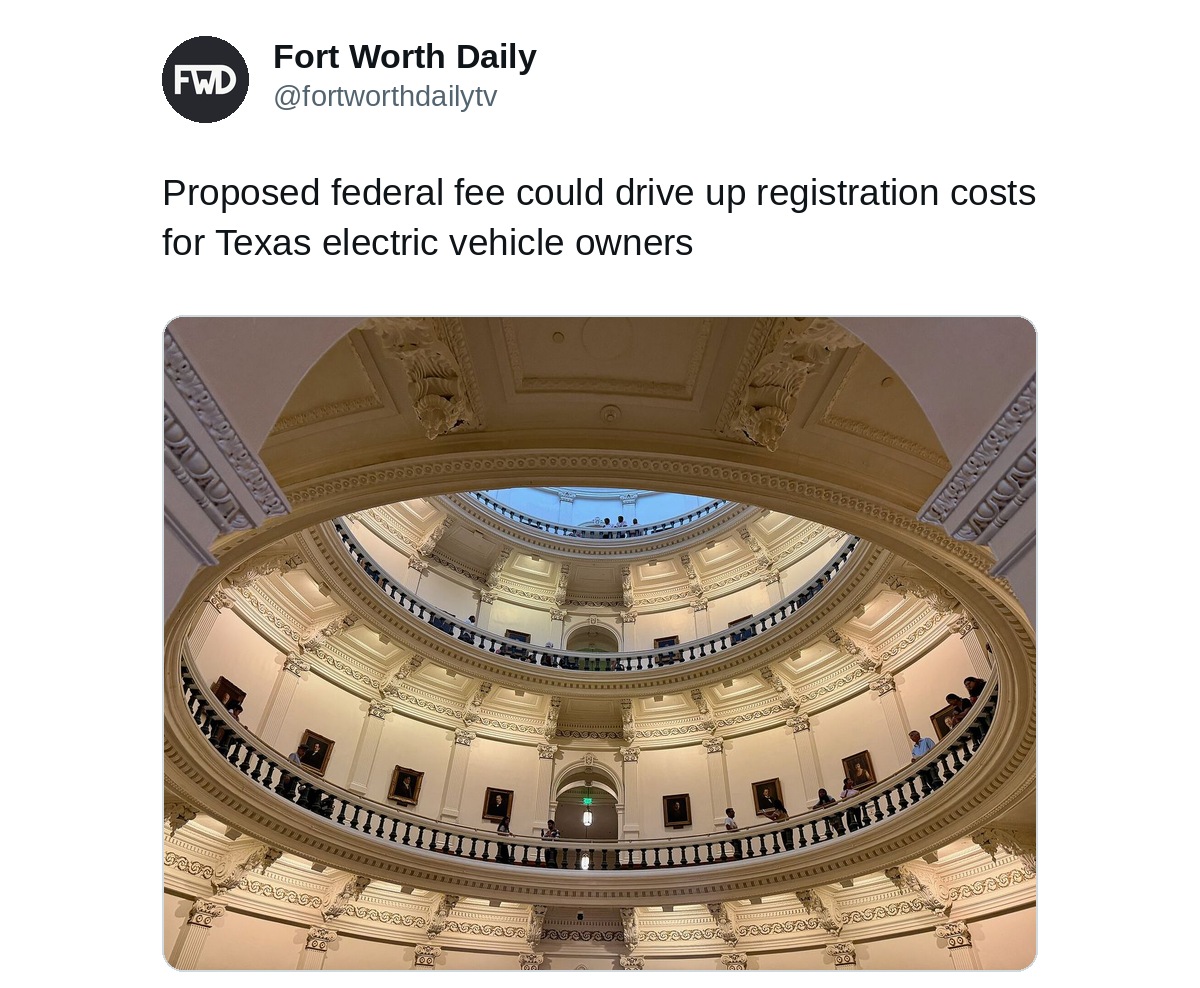 FWD
Fort Worth Daily
@fortworthdailytv
Proposed federal fee could drive up registration costs
for Texas electric vehicle owners